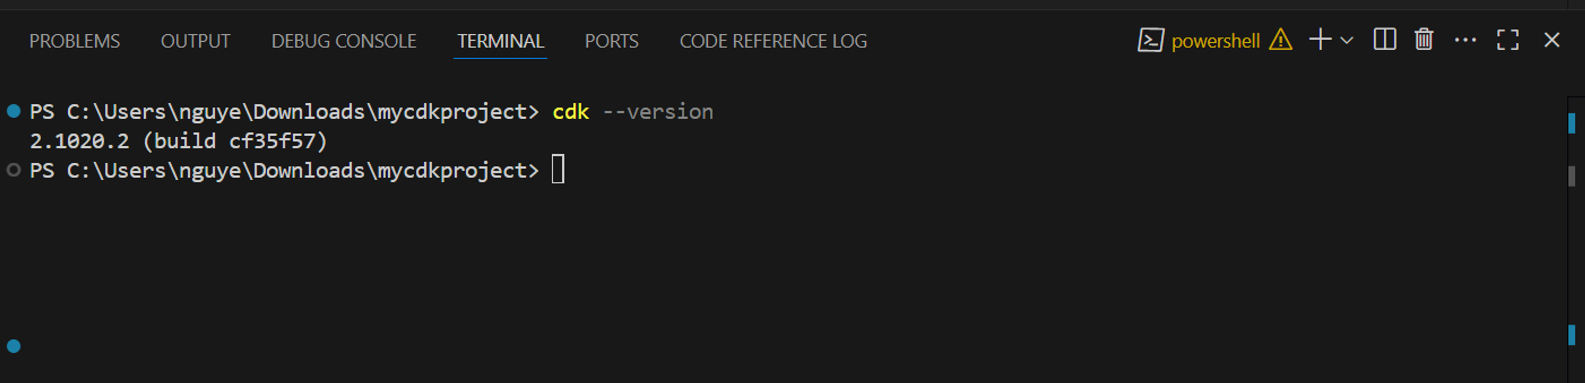 PROBLEMS OUTPUT DEBUG CONSOLE TERMINAL PORTS CODE REFERENCE LOG powershell
PS C:\Users\nguye\Downloads\mycdkproject> cdk --version
2.1020.2 (build cf35f57)
PS C:\Users\nguye\Downloads\mycdkproject>